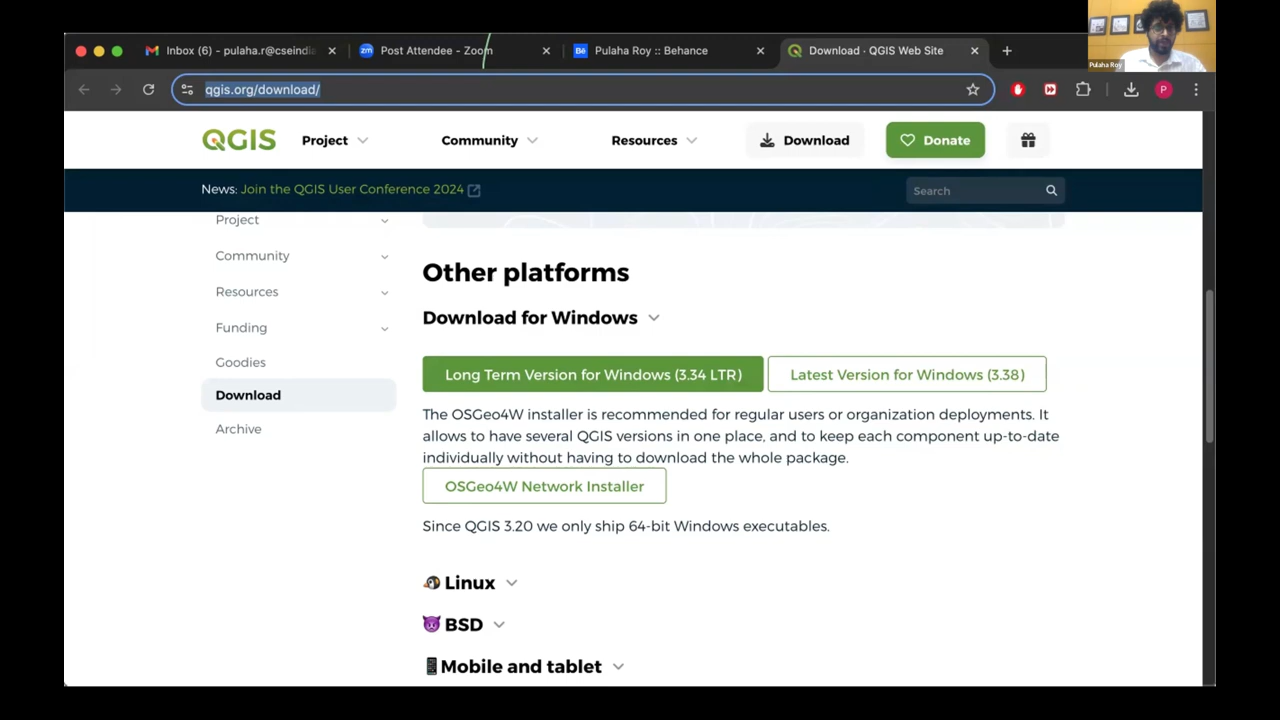 Inbox (6) - pulaha.r@cseindia
Post Attendee - Zoom
Pulaha Roy :: Behance
Download · QGIS Web Site
Pulaha Roy
qgis.org/download/
QGIS
Project
Community
Resources
Download
Donate
News: Join the QGIS User Conference 2024
Search
Project
Community
Resources
Funding
Goodies
Download
Archive
Other platforms
Download for Windows
Long Term Version for Windows (3.34 LTR)
Latest Version for Windows (3.38)
The OSGeo4W installer is recommended for regular users or organization deployments. It
allows to have several QGIS versions in one place, and to keep each component up-to-date
individually without having to download the whole package.
OSGeo4W Network Installer
Since QGIS 3.20 we only ship 64-bit Windows executables.
Linux
BSD
Mobile and tablet